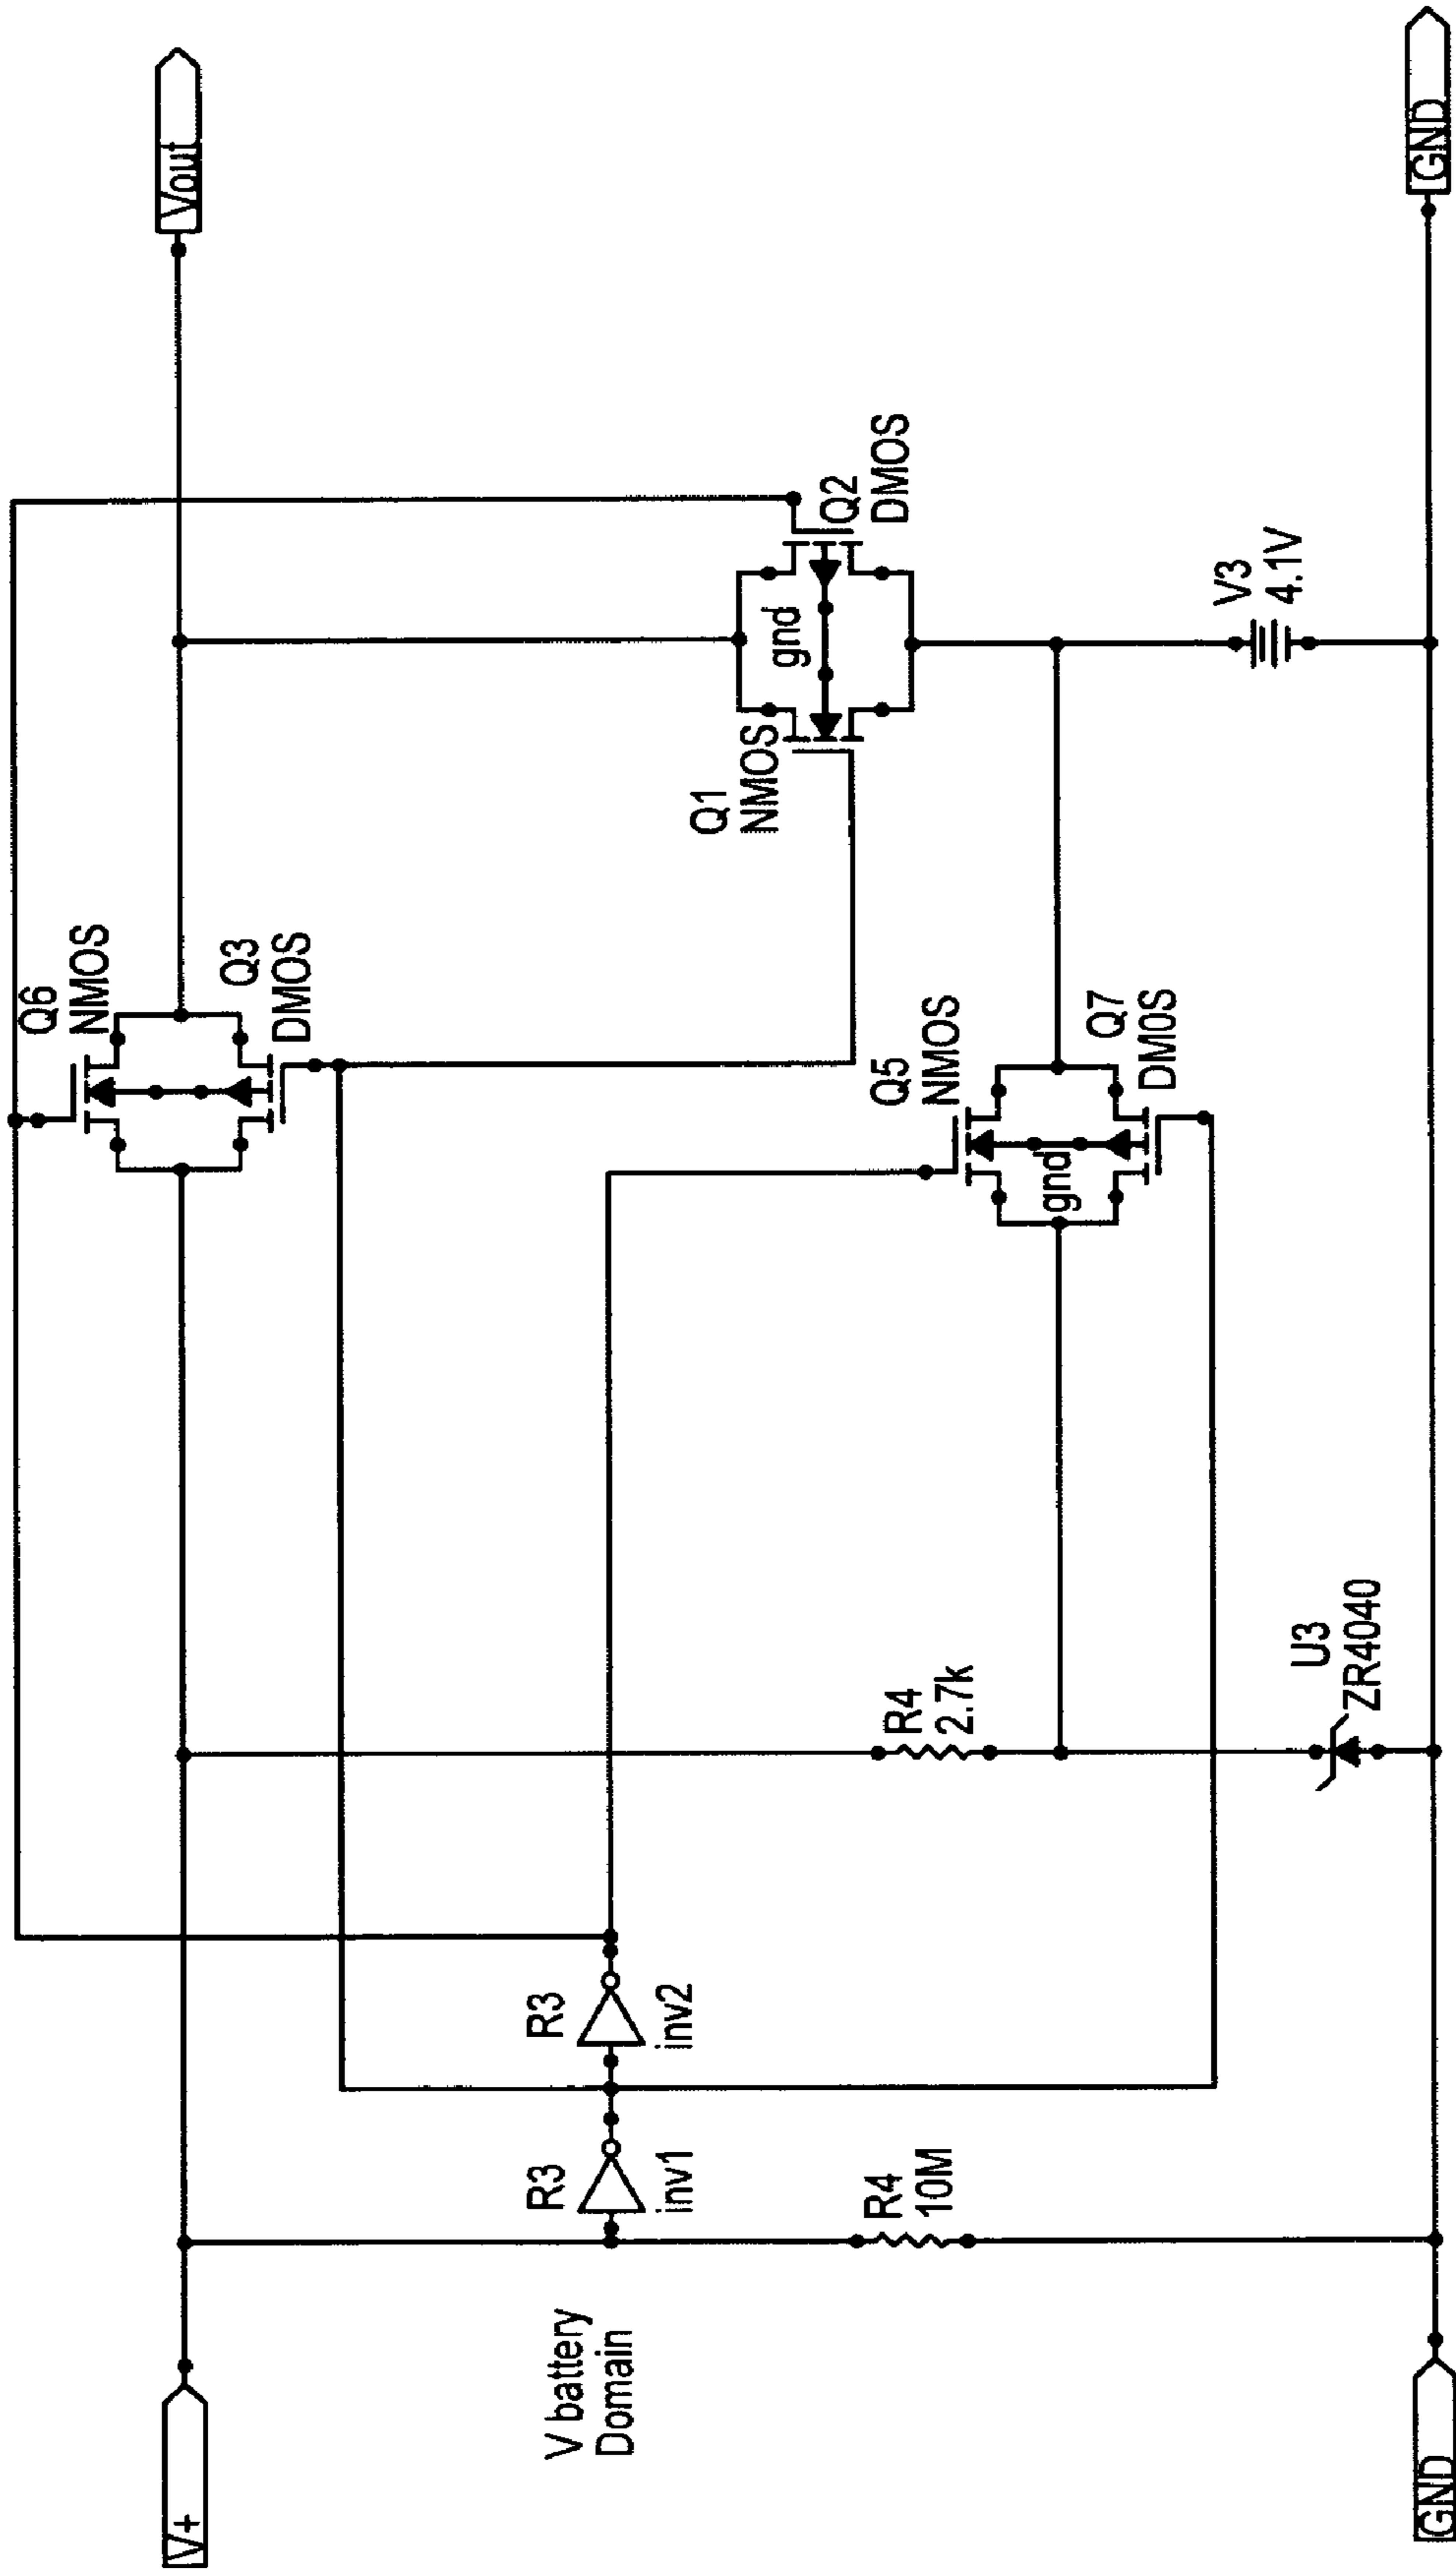 V+
Vout
Q6
NMOS
Q3
DMOS
V battery
Domain
R3
inv1
R3
inv2
Q1
NMOS
gnd
Q2
DMOS
R4
10M
R4
2.7k
Q5
NMOS
gnd
Q7
DM0S
U3
ZR4040
V3
4.1V
GND
GND